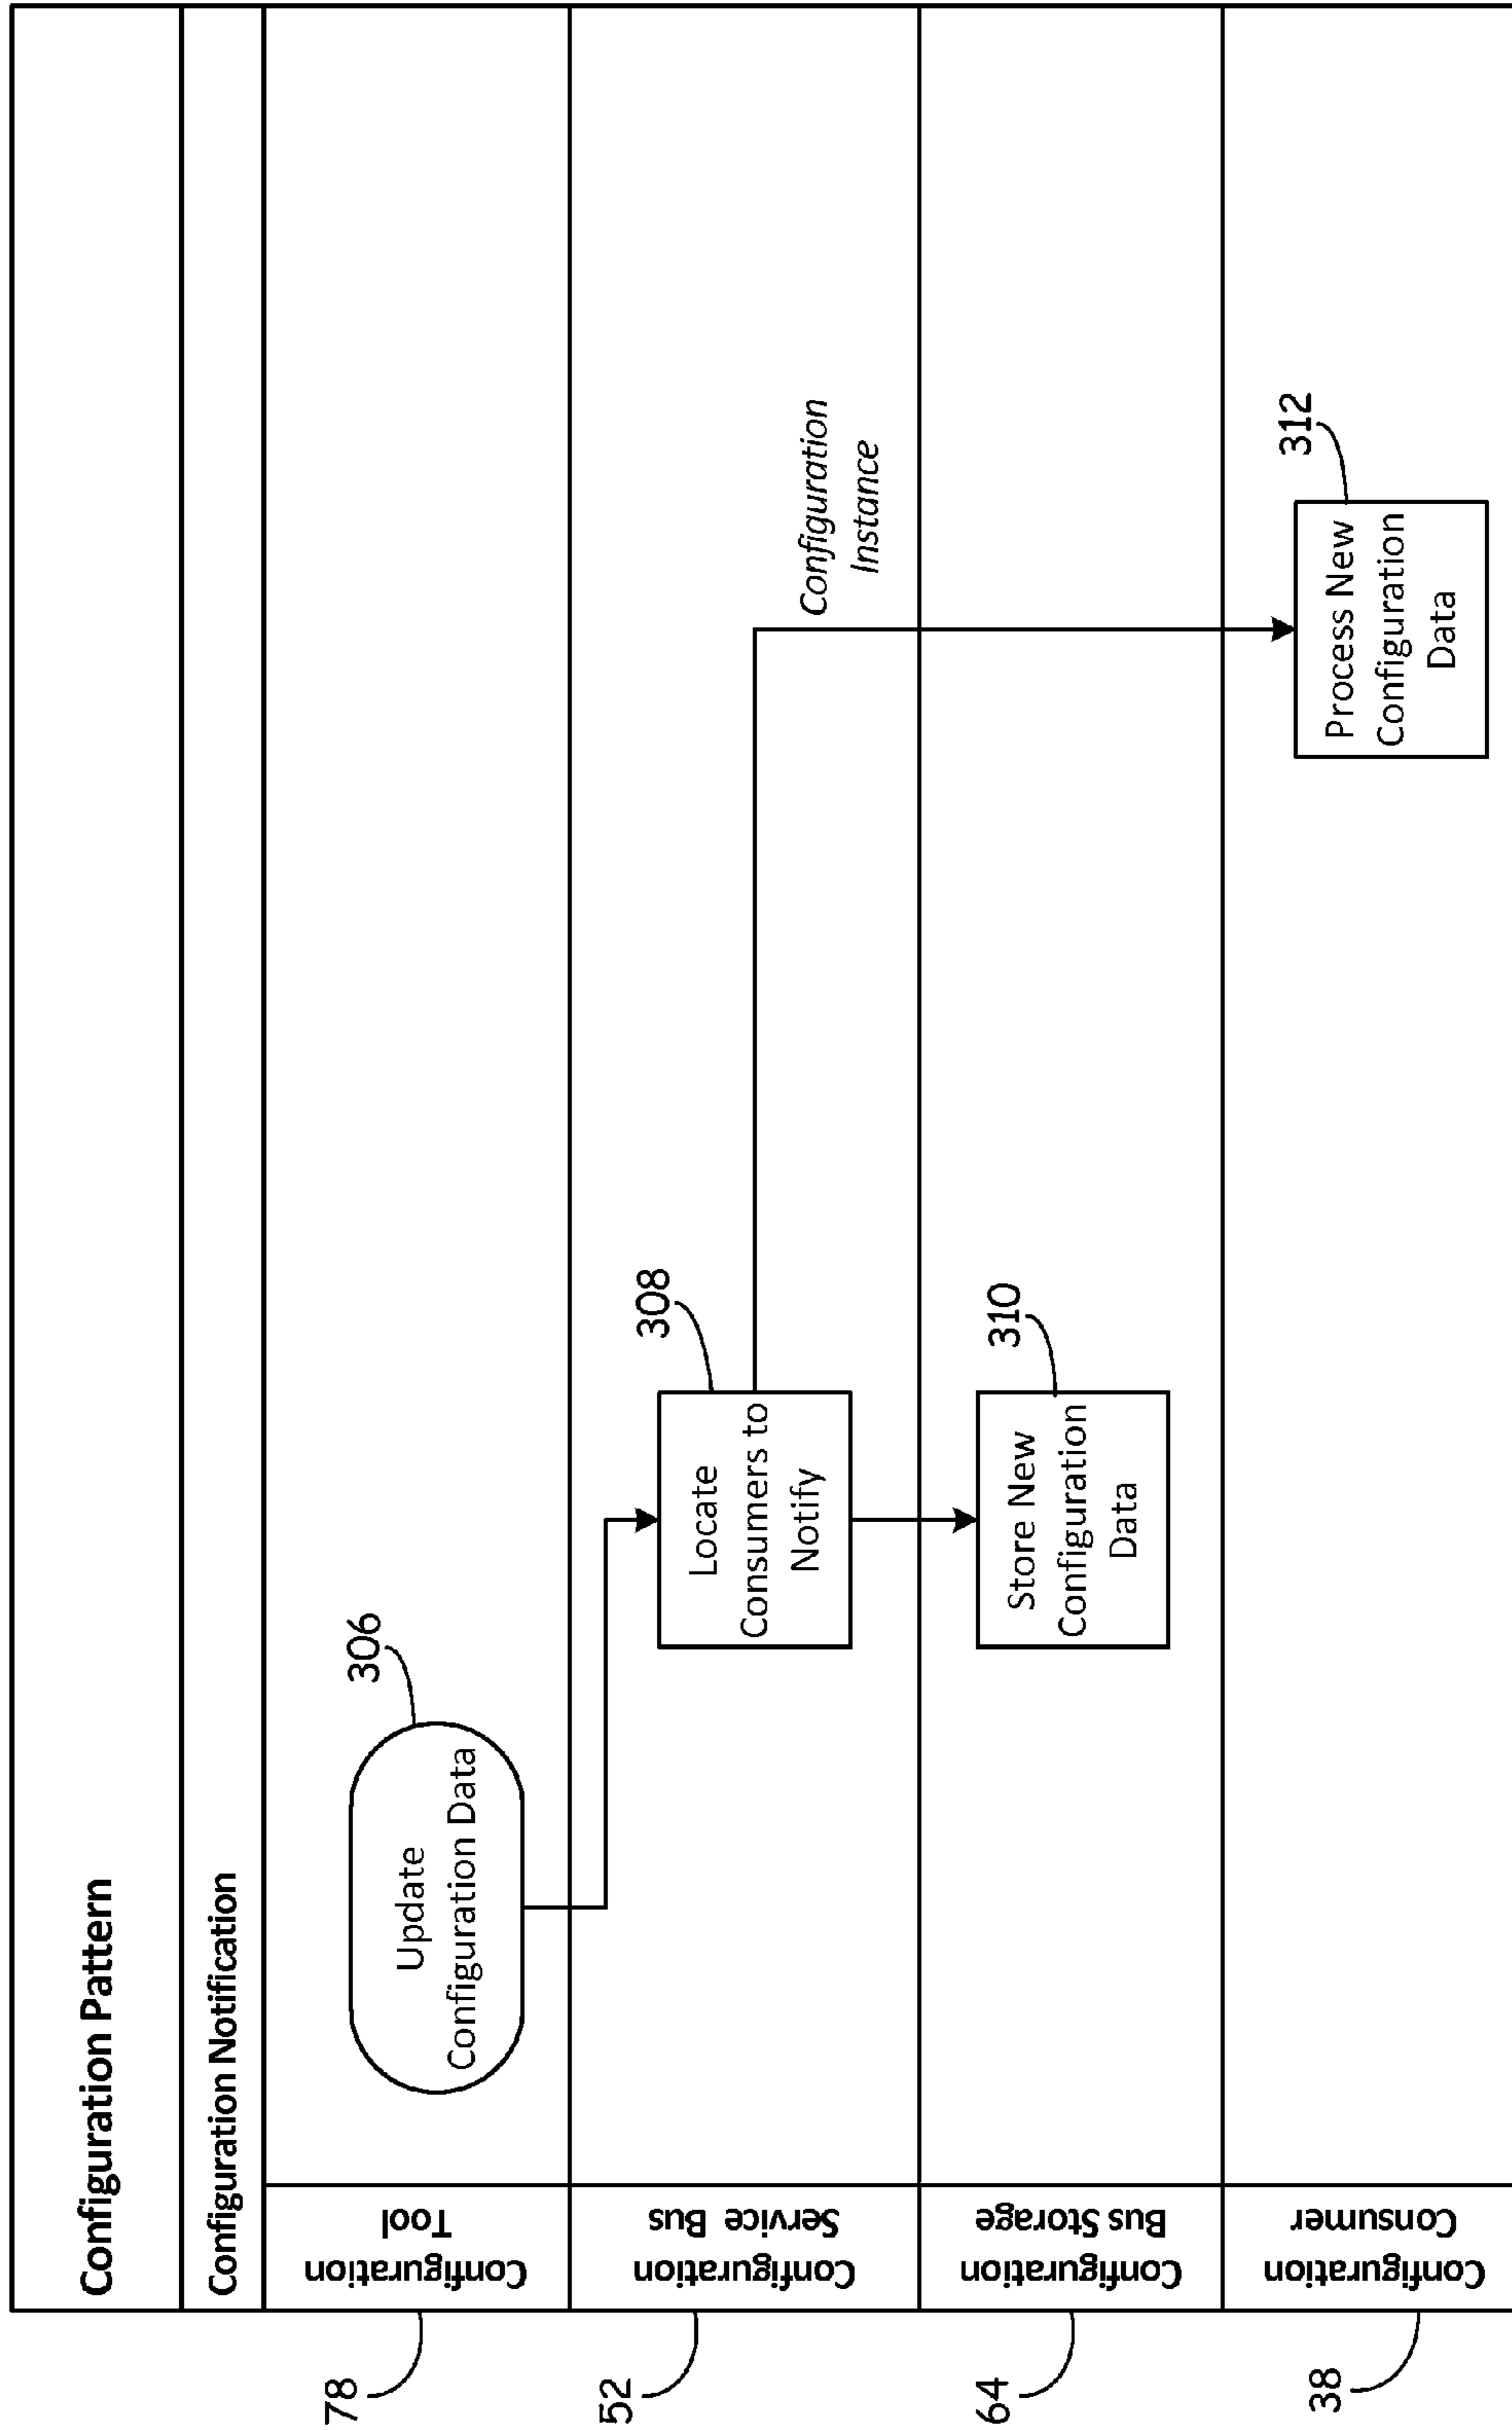 Configuration Pattern
Configuration Notification
78
Configuration
Tool
306
Update
Configuration Data
52
Configuration
Service Bus
308
Locate
Consumers to
Notify
Configuration
Instance
64
Configuration
Bus Storage
310
Store New
Configuration
Data
38
Configuration
Consumer
312
Process New
Configuration
Data